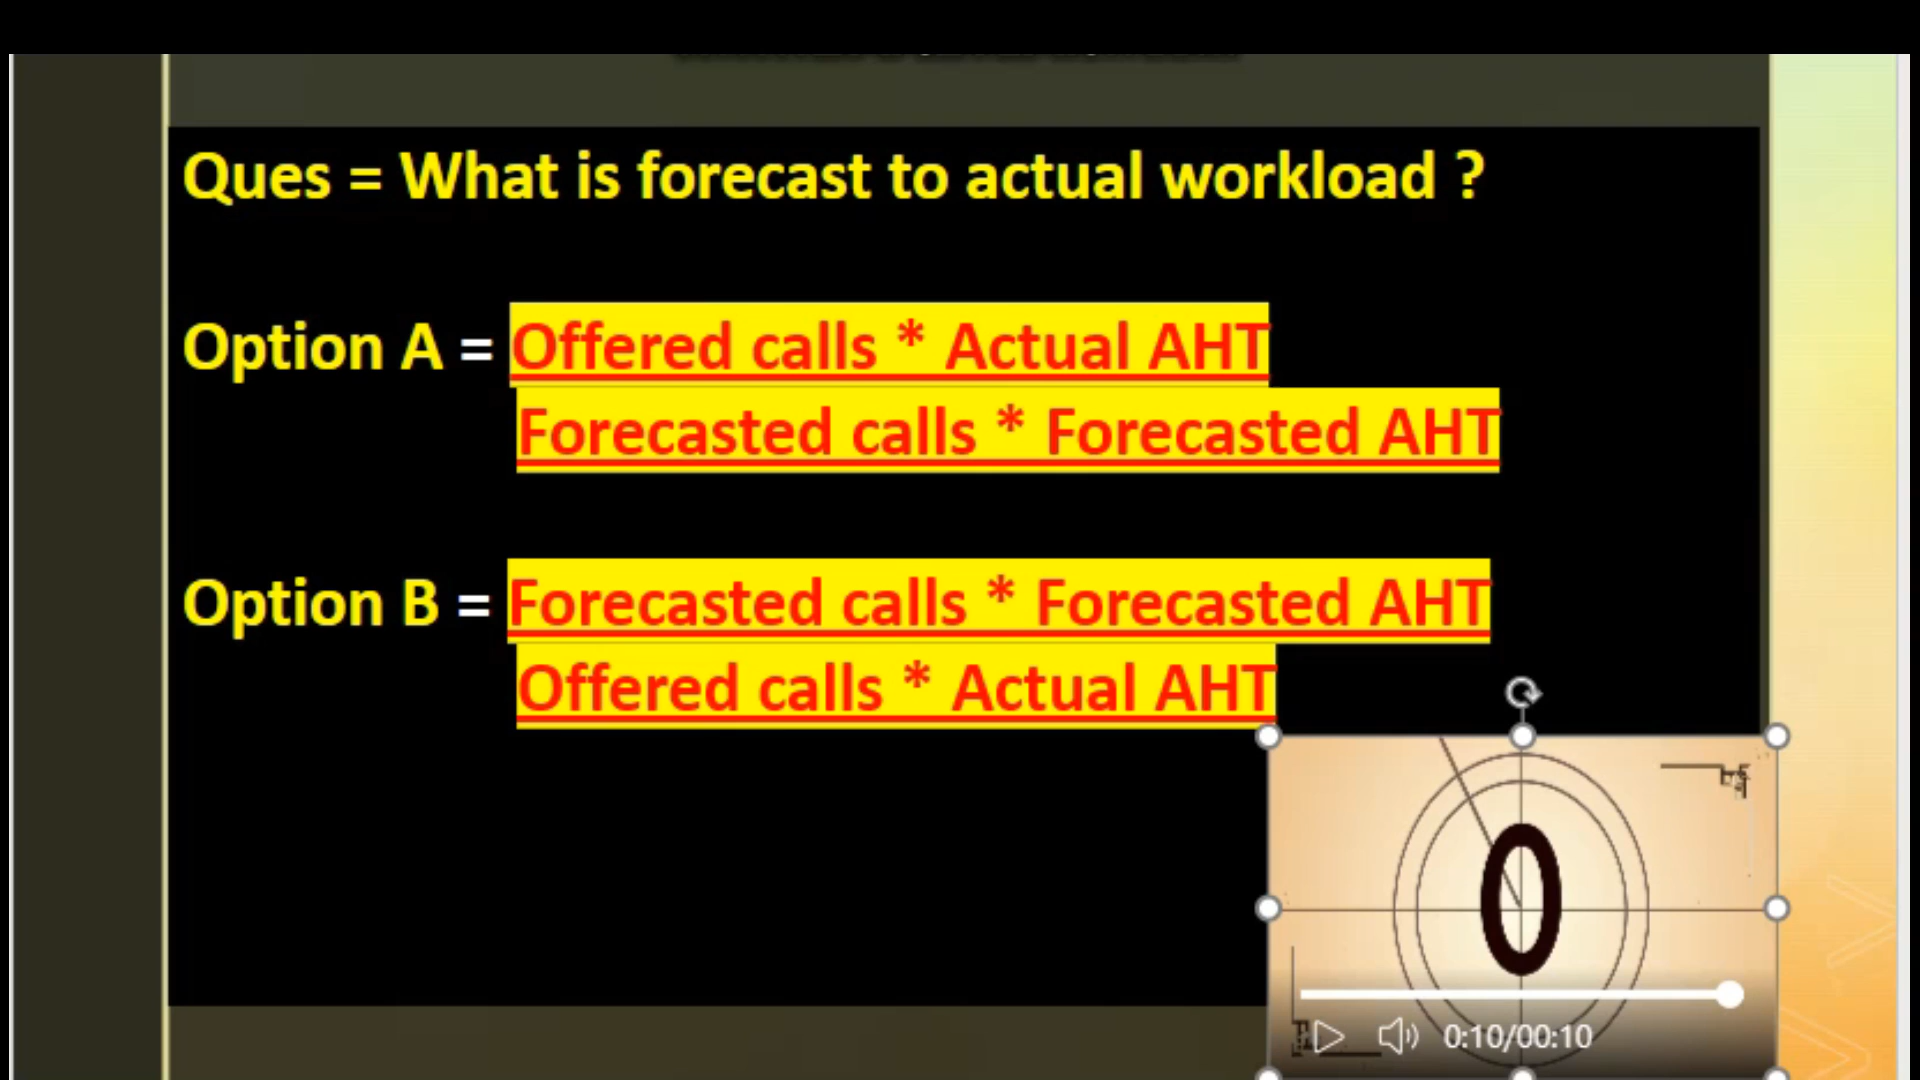 Ques = What is forecast to actual workload ?
Option A = Offered calls * Actual AHT
Forecasted calls * Forecasted AHT
Option B = Forecasted calls * Forecasted AHT
Offered calls * Actual AHT
0
0:10/00:10